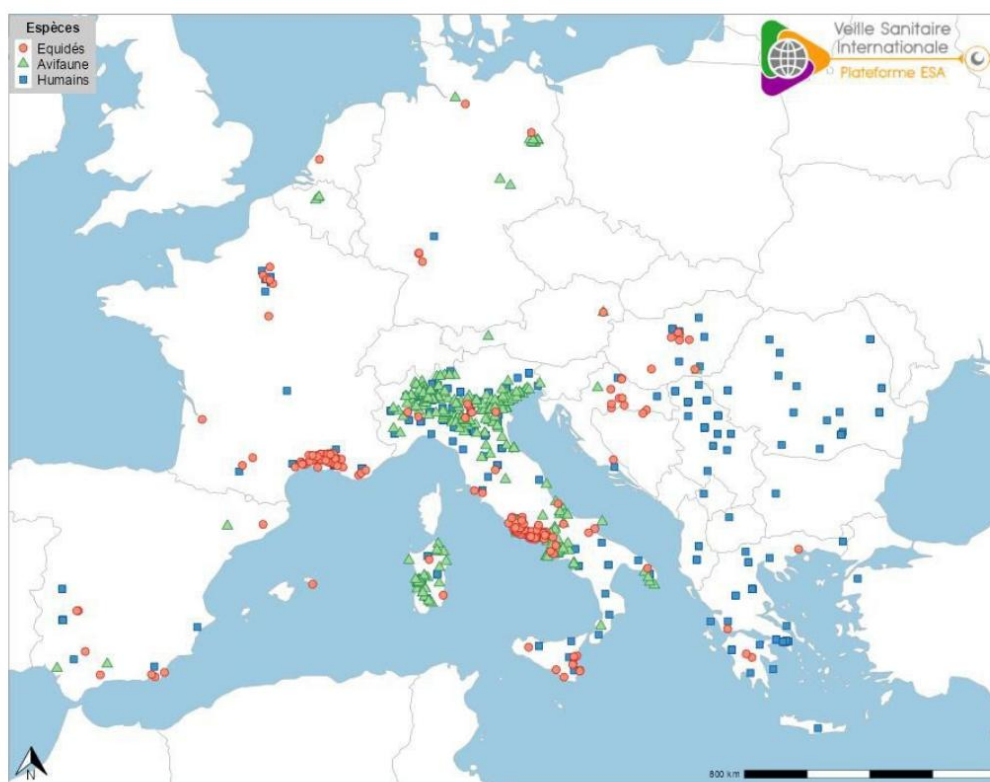 Espèces
Equidés
Avifaune
Humains
Veille Sanitaire
Internationale
Plateforme ESA
N
800 km